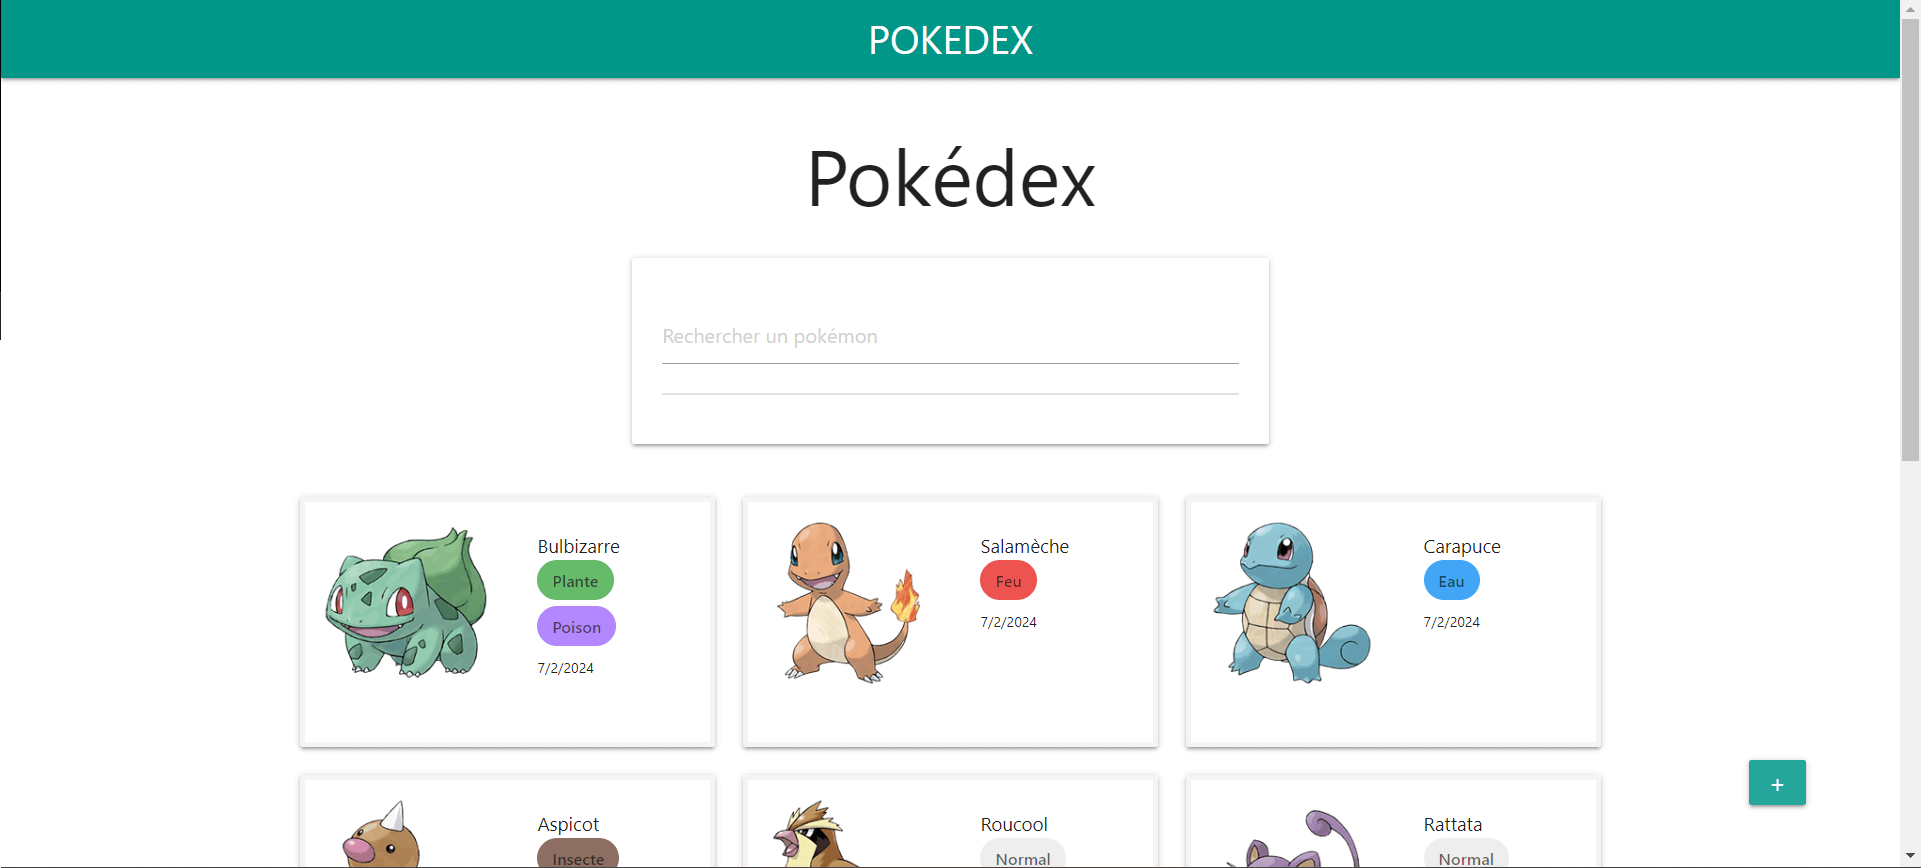 POKEDEX
Pokédex
Rechercher un pokémon
Bulbizarre
Plante
Poison
7/2/2024
Salamèche
Feu
7/2/2024
Carapuce
Eau
7/2/2024
Aspicot
Insecte
Roucool
Normal
Rattata
Normal
+